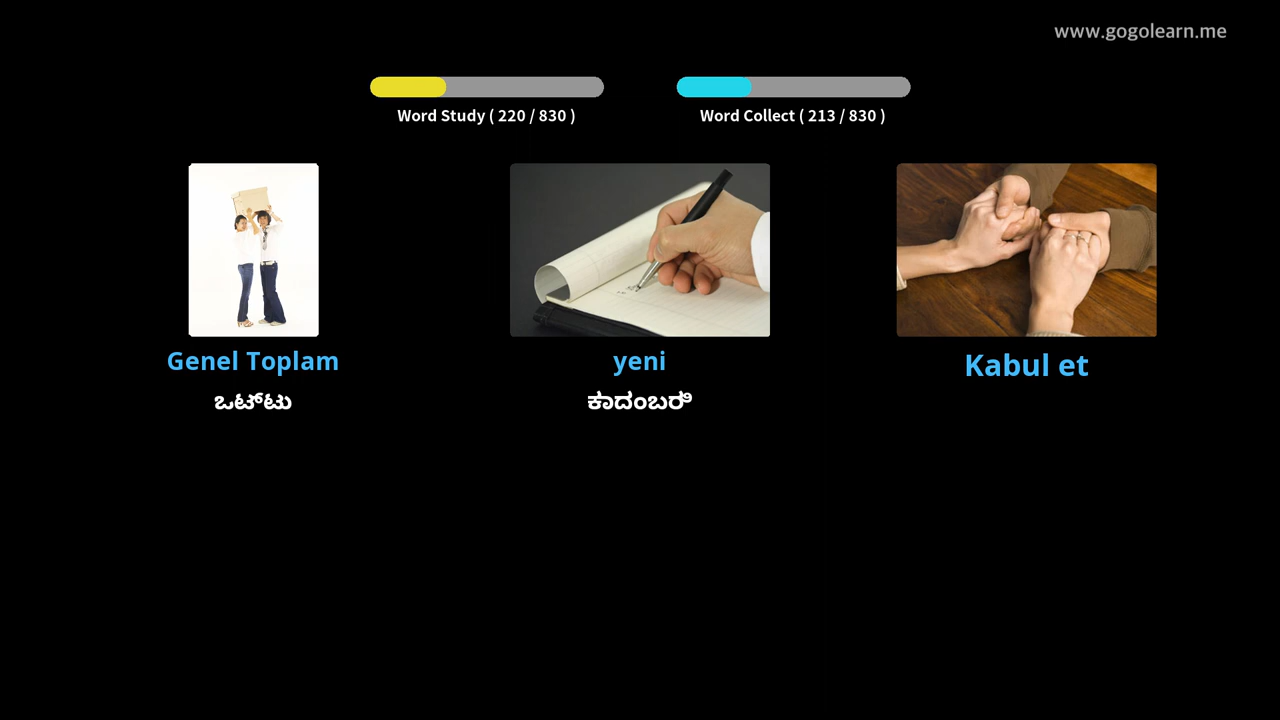 www.gogolearn.me
Word Study ( 220 / 830 )
Word Collect ( 213 / 830 )
Genel Toplam
yeni
Kabul et
ಒಟ್ಟು
ಕಾದಂಬರಿ